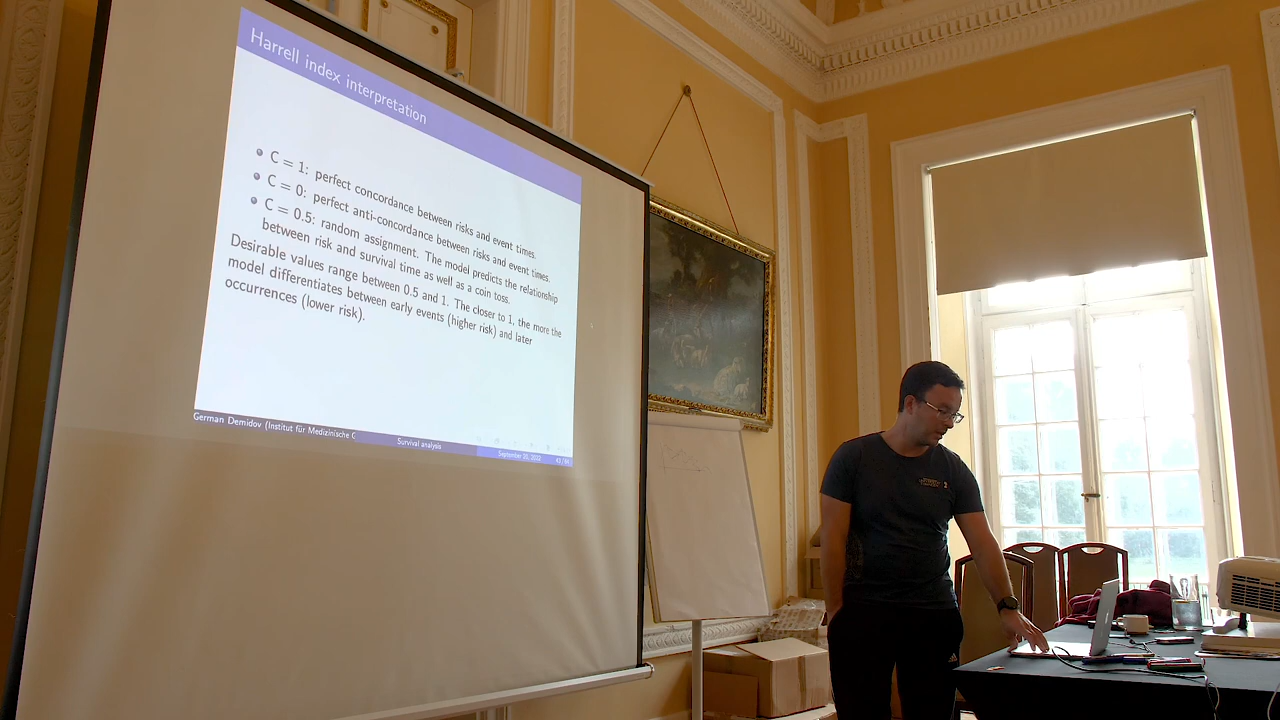 Harrell index interpretation
C = 1: perfect concordance between risks and event times.
C = 0: perfect anti-concordance between risks and event times.
C = 0.5: random assignment. The model predicts the relationship
between risk and survival time as well as a coin toss.
Desirable values range between 0.5 and 1. The closer to 1, the more the
model differentiates between early events (higher risk) and later
occurrences (lower risk).
German Demidov (Institut für Medizinische G
Survival analysis